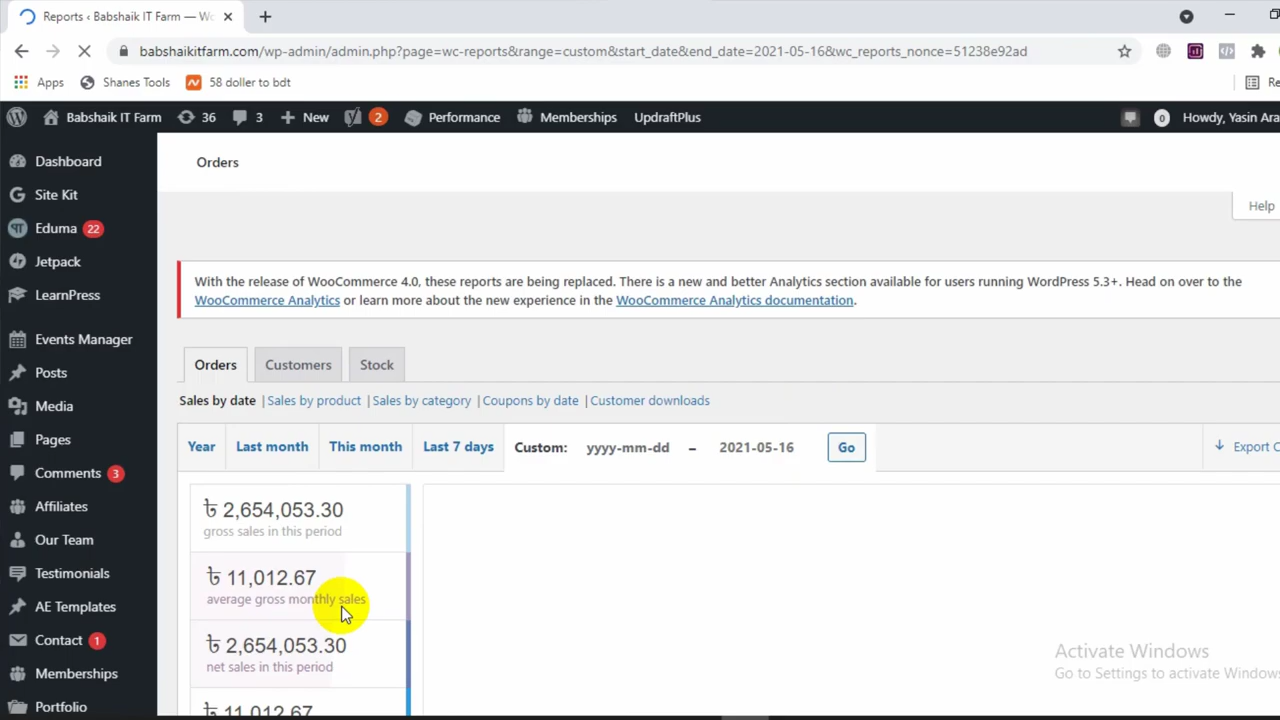 Reports ‹ Babshaik IT Farm — Wo
babshaikitfarm.com/wp-admin/admin.php?page=wc-reports&range=custom&start_date&end_date=2021-05-16&wc_reports_nonce=51238e92ad
Apps Shanes Tools 58 doller to bdt Re
Babshaik IT Farm 36 3 New 2 Performance Memberships UpdraftPlus 0 Howdy, Yasin Ara
Dashboard
Site Kit
Eduma 22
Jetpack
LearnPress
Events Manager
Posts
Media
Pages
Comments 3
Affiliates
Our Team
Testimonials
AE Templates
Contact 1
Memberships
Portfolio
Orders
Help
With the release of WooCommerce 4.0, these reports are being replaced. There is a new and better Analytics section available for users running WordPress 5.3+. Head on over to the
WooCommerce Analytics or learn more about the new experience in the WooCommerce Analytics documentation.
Orders Customers Stock
Sales by date | Sales by product | Sales by category | Coupons by date | Customer downloads
Year Last month This month Last 7 days Custom: yyyy-mm-dd – 2021-05-16 Go Export C
৳ 2,654,053.30
gross sales in this period
৳ 11,012.67
average gross monthly sales
৳ 2,654,053.30
net sales in this period
৳ 11,012.67
Activate Windows
Go to Settings to activate Windows